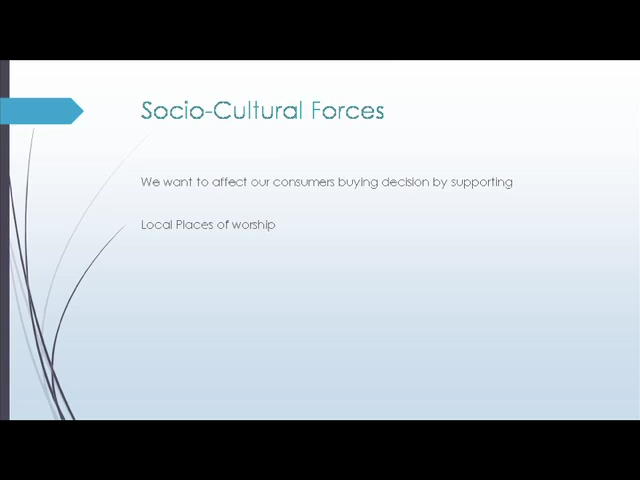 Socio-Cultural Forces
We want to affect our consumers buying decision by supporting
Local Places of worship